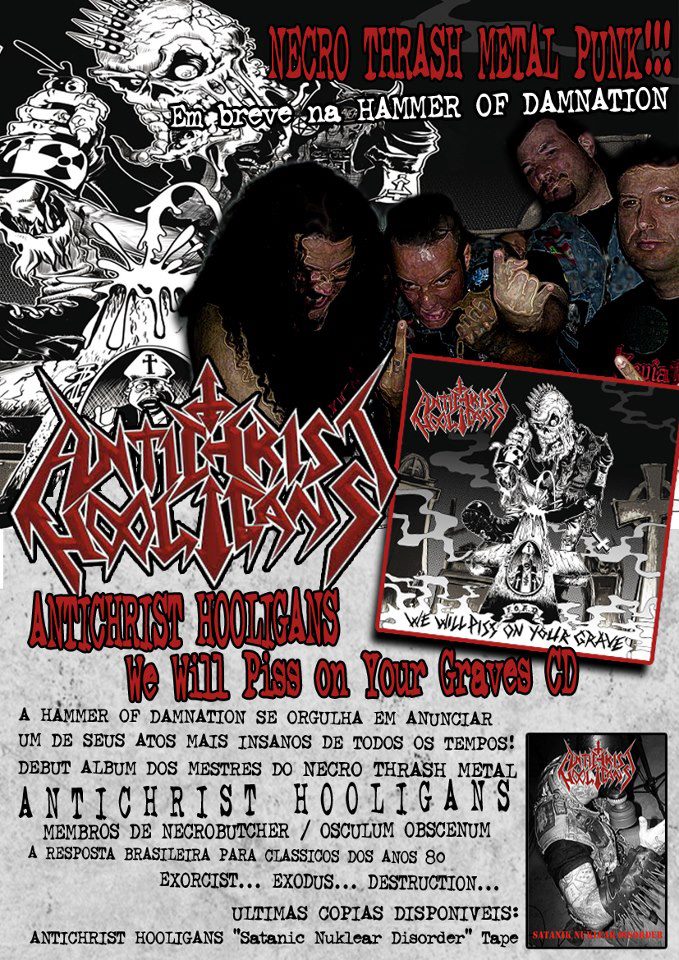 NECRO THRASH METAL PUNK!!!
Em breve na HAMMER OF DAMNATION
ANTICHRIST
HOOLIGANS
ANTICHRIST
HOOLIGANS
WE WILL PISS ON YOUR GRAVES
ANTICHRIST HOOLIGANS
We Will Piss on Your Graves CD
A HAMMER OF DAMNATION SE ORGULHA EM ANUNCIAR
UM DE SEUS ATOS MAIS INSANOS DE TODOS OS TEMPOS!
DEBUT ALBUM DOS MESTRES DO NECRO THRASH METAL
ANTICHRIST HOOLIGANS
MEMBROS DE NECROBUTCHER / OSCULUM OBSCENUM
A RESPOSTA BRASILEIRA PARA CLASSICOS DOS ANOS 80
EXORCIST... EXODUS... DESTRUCTION...
ULTIMAS COPIAS DISPONIVEIS:
ANTICHRIST HOOLIGANS "Satanic Nuklear Disorder" Tape
ANTICHRIST
HOOLIGANS
SATANIK NUKLEAR DISORDER